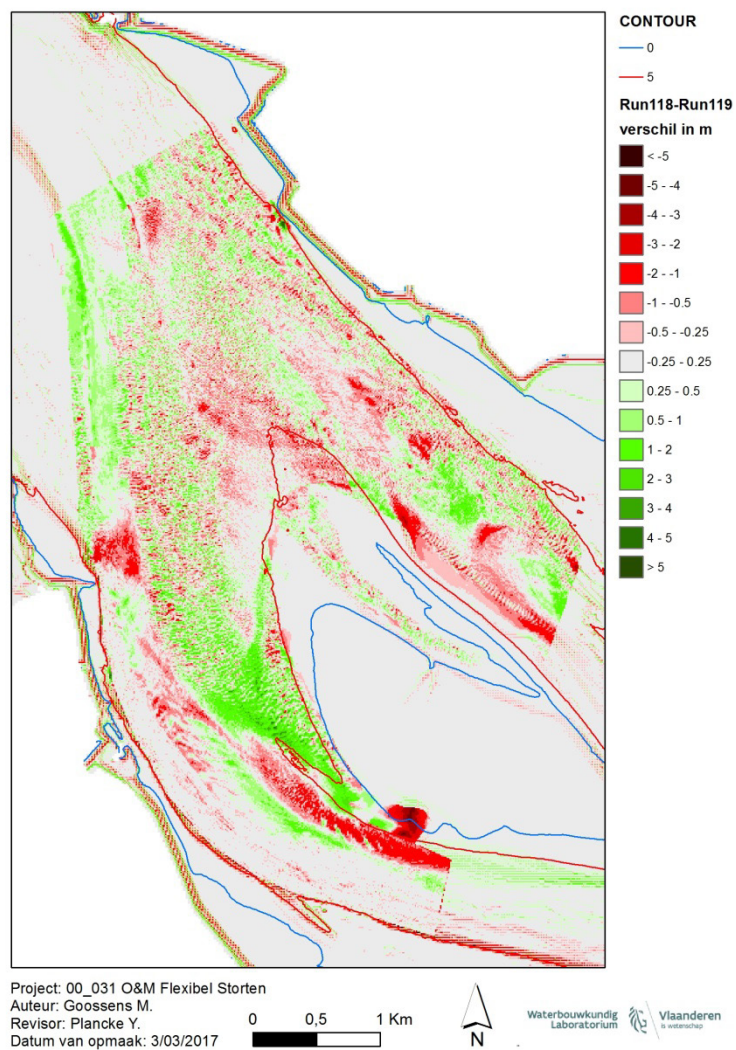 CONTOUR
0
5
Run118-Run119
verschil in m
< -5
-5 - -4
-4 - -3
-3 - -2
-2 - -1
-1 - -0.5
-0.5 - -0.25
-0.25 - 0.25
0.25 - 0.5
0.5 - 1
1 - 2
2 - 3
3 - 4
4 - 5
> 5
Project: 00_031 O&M Flexibel Storten
Auteur: Goossens M.
Revisor: Plancke Y.
Datum van opmaak: 3/03/2017
0 0,5 1 Km
N
Waterbouwkundig
Laboratorium
Vlaanderen
is wetenschap